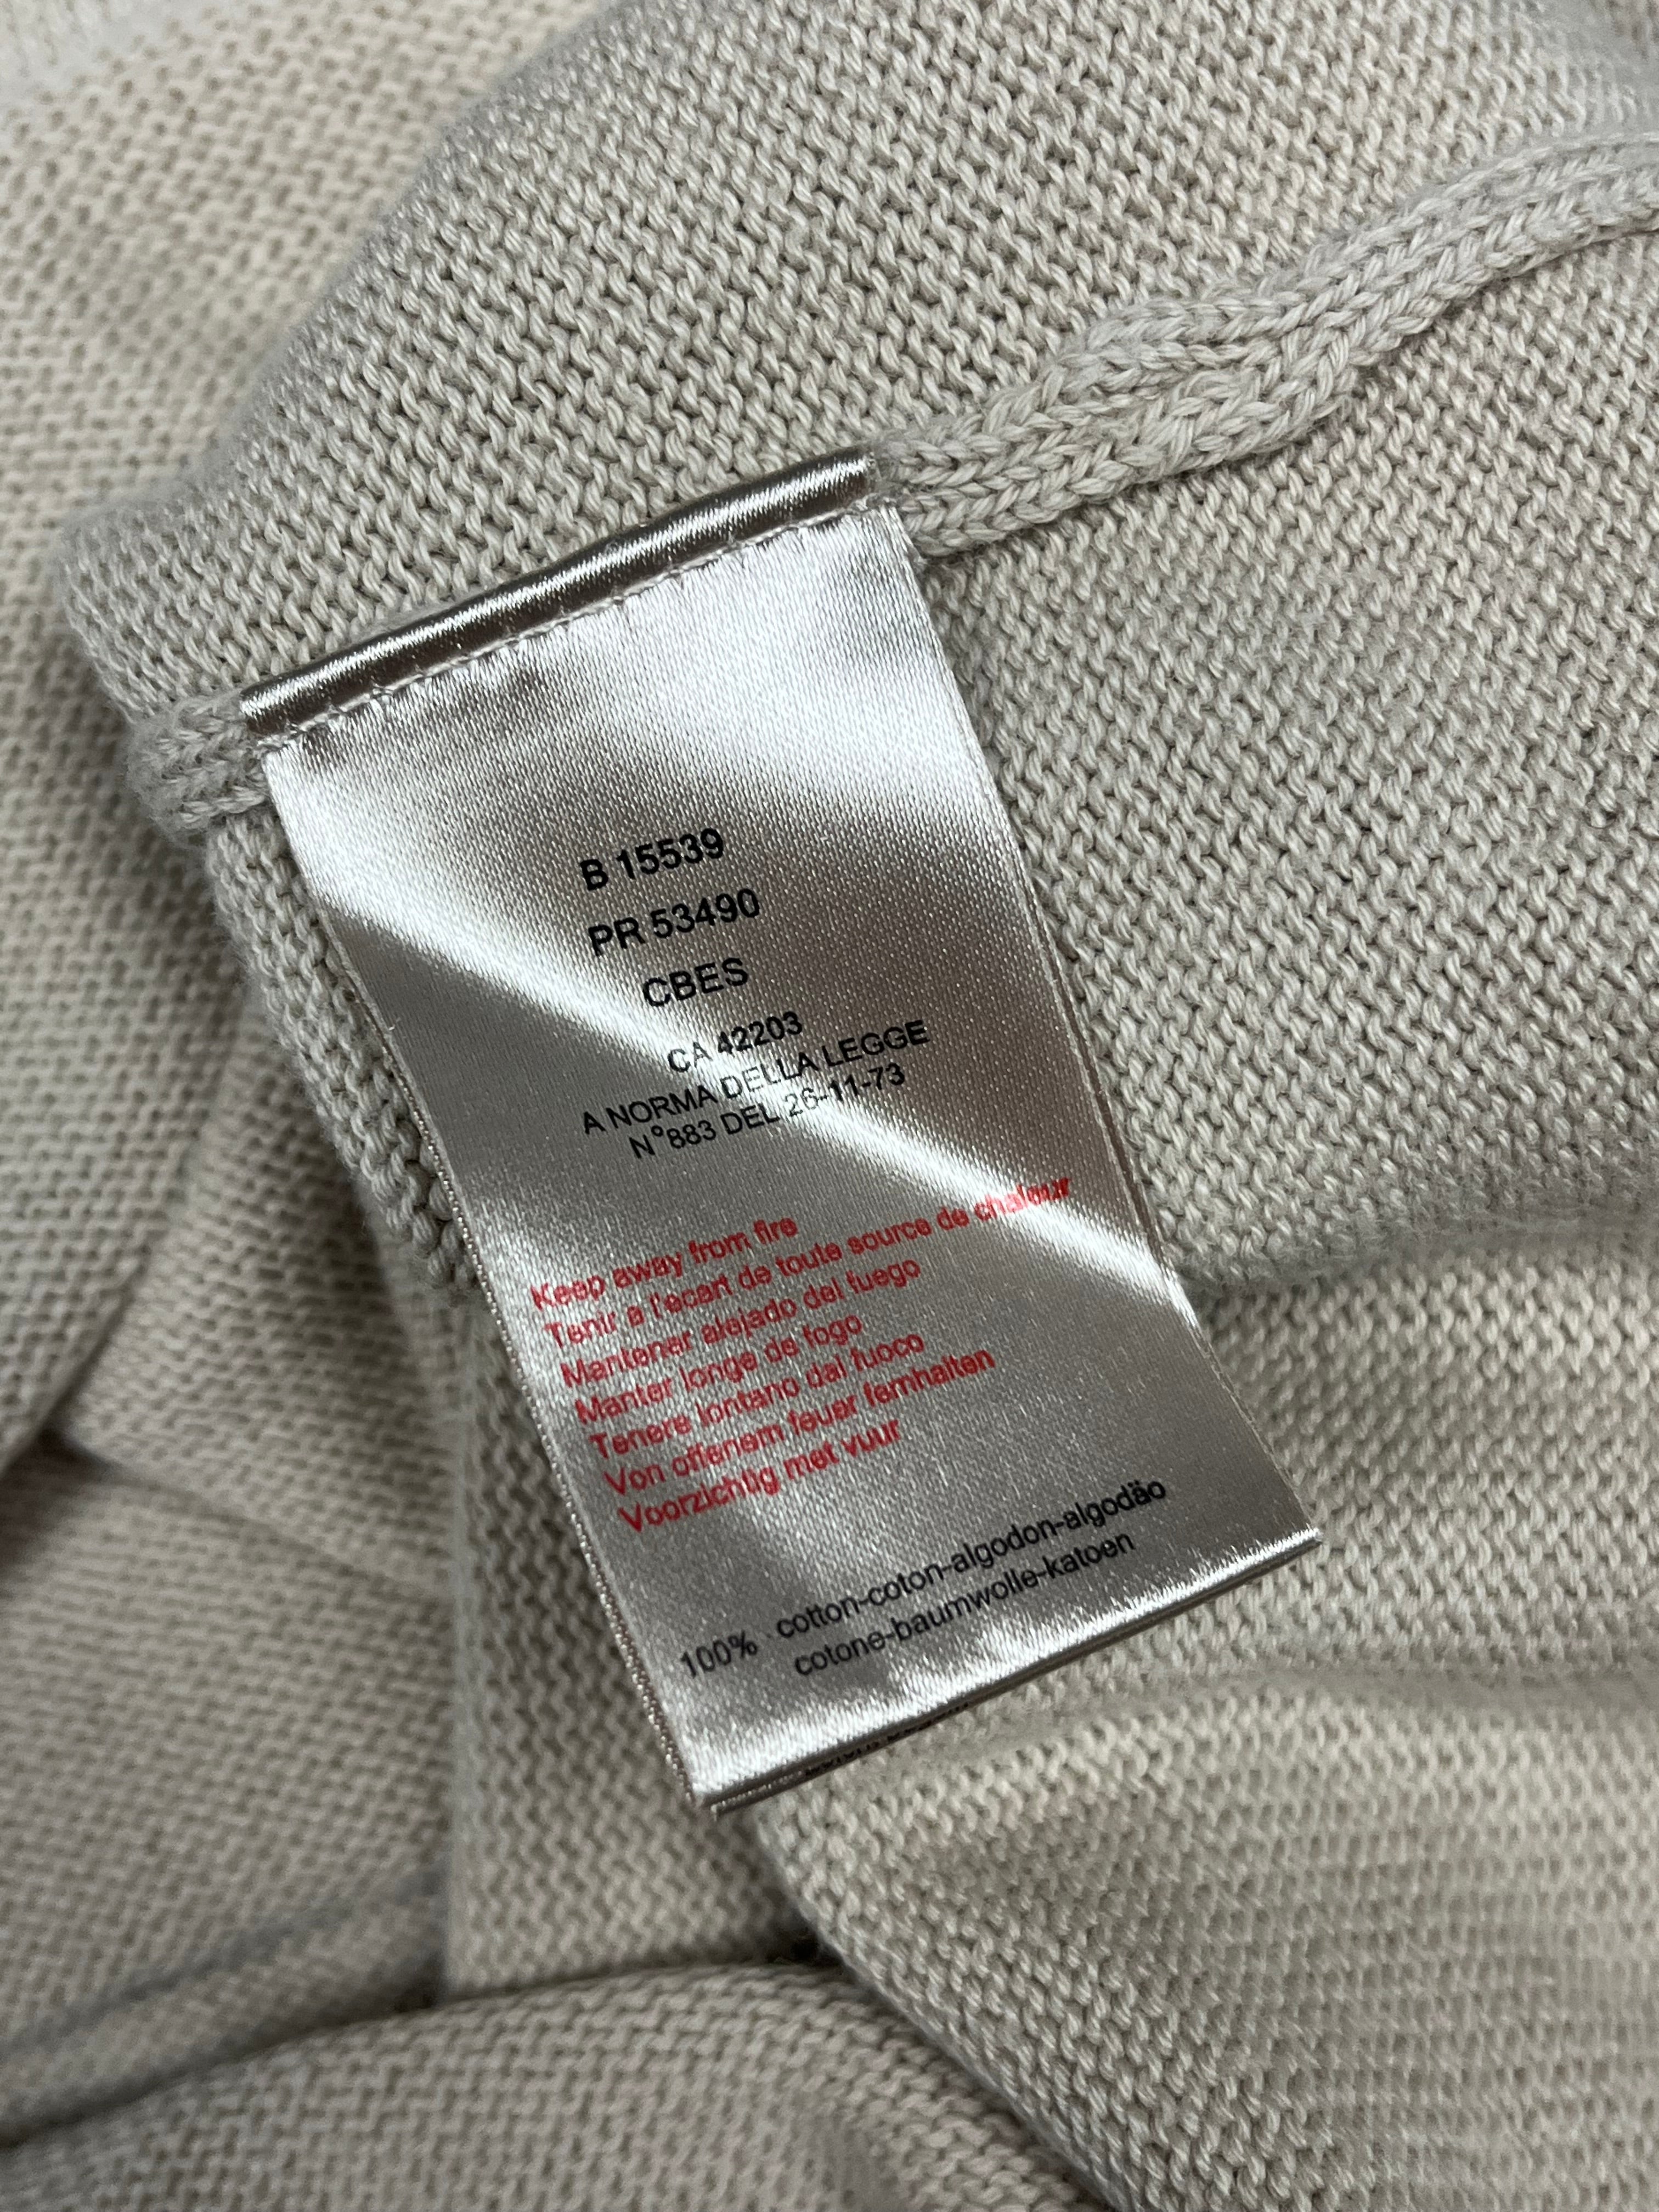 B 15539
PR 53490
CBES
CA 42203
A NORMA DELLA LEGGE
N°883 DEL 26-11-73
Keep away from fire
Tenir a l'ecart de toute source de chaleur
Mantener alejado del fuego
Manter longe de fogo
Tenere lontano dal fuoco
Von offenem feuer fernhalten
Voorzichtig met vuur
100% cotton-coton-algodon-algodäo
cotone-baumwolle-katoen